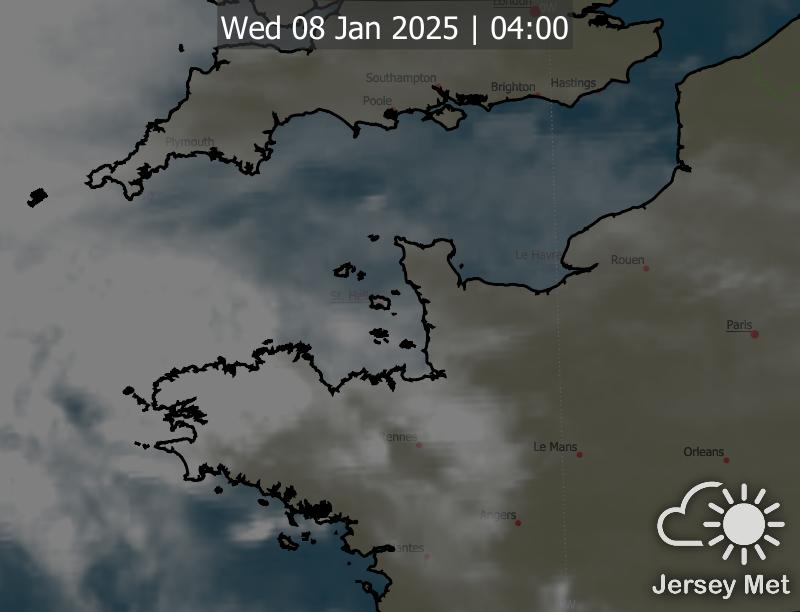 London
Wed 08 Jan 2025 | 04:00
Southampton
Brighton
Hastings
Poole
Plymouth
Le Havre
Rouen
St. Helier
Paris
Rennes
Le Mans
Orleans
Angers
Nantes
Jersey Met